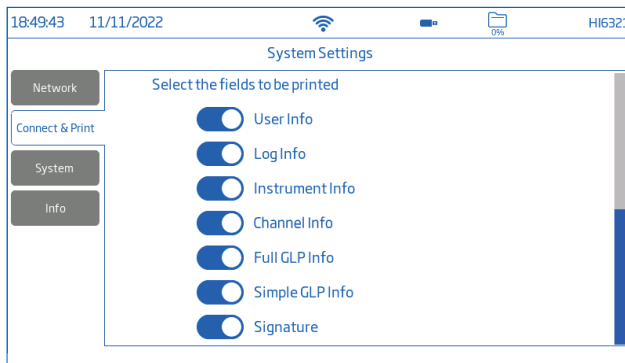 18:49:43 11/11/2022 0% HI6321
System Settings
Network
Connect & Print
System
Info
Select the fields to be printed
User Info
Log Info
Instrument Info
Channel Info
Full GLP Info
Simple GLP Info
Signature